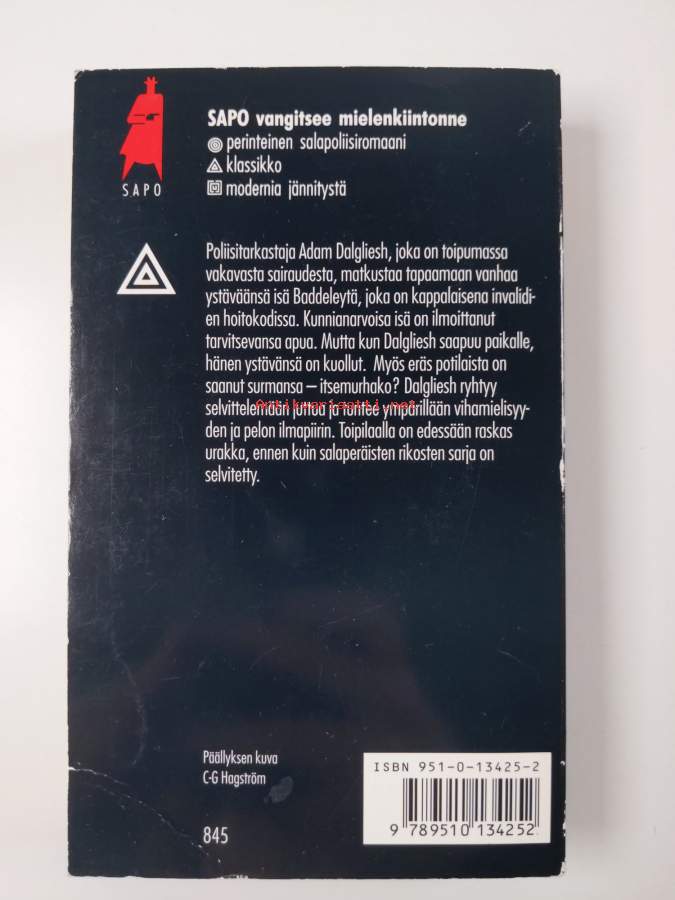 SAPO
SAPO vangitsee mielenkiintonne
perinteinen salapoliisiromaani
klassikko
modernia jännitystä
Poliisitarkastaja Adam Dalgliesh, joka on toipumassa
vakavasta sairaudesta, matkustaa tapaamaan vanhaa
ystäväänsä isä Baddeleytä, joka on kappalaisena invalidi-
en hoitokodissa. Kunnianarvoisa isä on ilmoittanut
tarvitsevansa apua. Mutta kun Dalgliesh saapuu paikalle,
hänen ystävänsä on kuollut. Myös eräs potilaista on
saanut surmansa – itsemurhako? Dalgliesh ryhtyy
Antikvariaatti.net
selvittelemään juttua ja tuntee ympärillään vihamielisyy-
den ja pelon ilmapiirin. Toipilaalla on edessään raskas
urakka, ennen kuin salaperäisten rikosten sarja on
selvitetty.
Päällyksen kuva
C-G Hagström
845
ISBN 951-0-13425-2
9 789510 134252